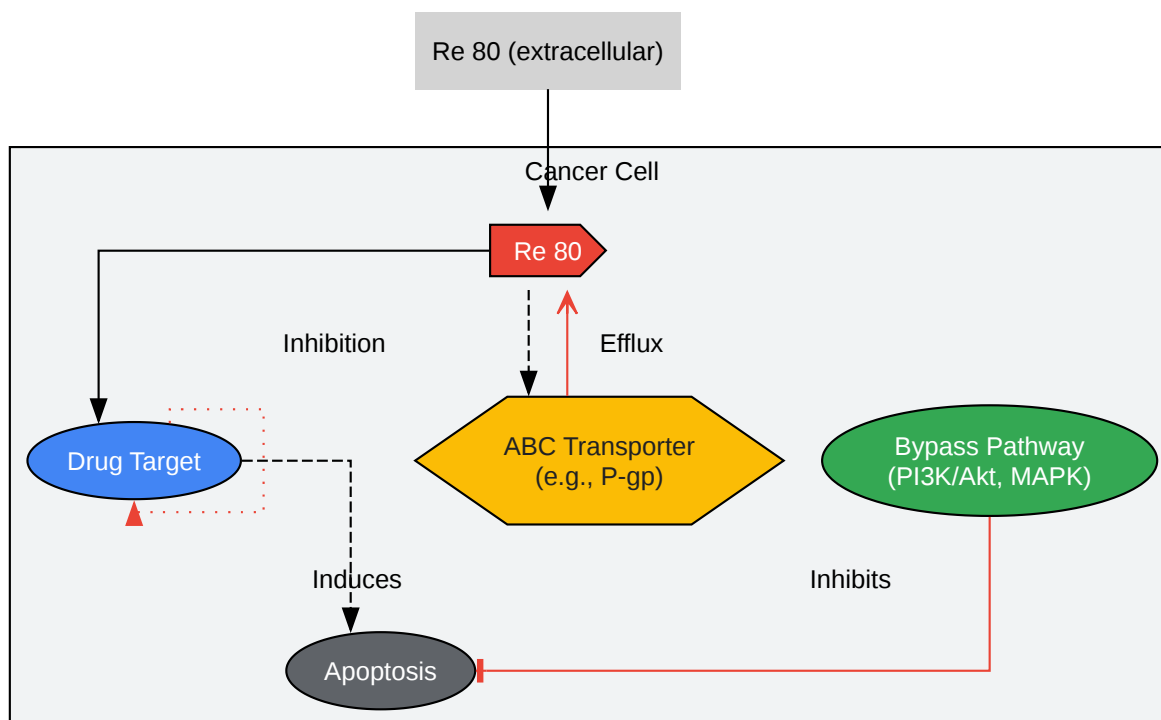 Re 80 (extracellular)
Cancer Cell
Re 80
Inhibition
Efflux
Drug Target
ABC Transporter
(e.g., P-gp)
Bypass Pathway
(PI3K/Akt, MAPK)
Induces
Inhibits
Apoptosis